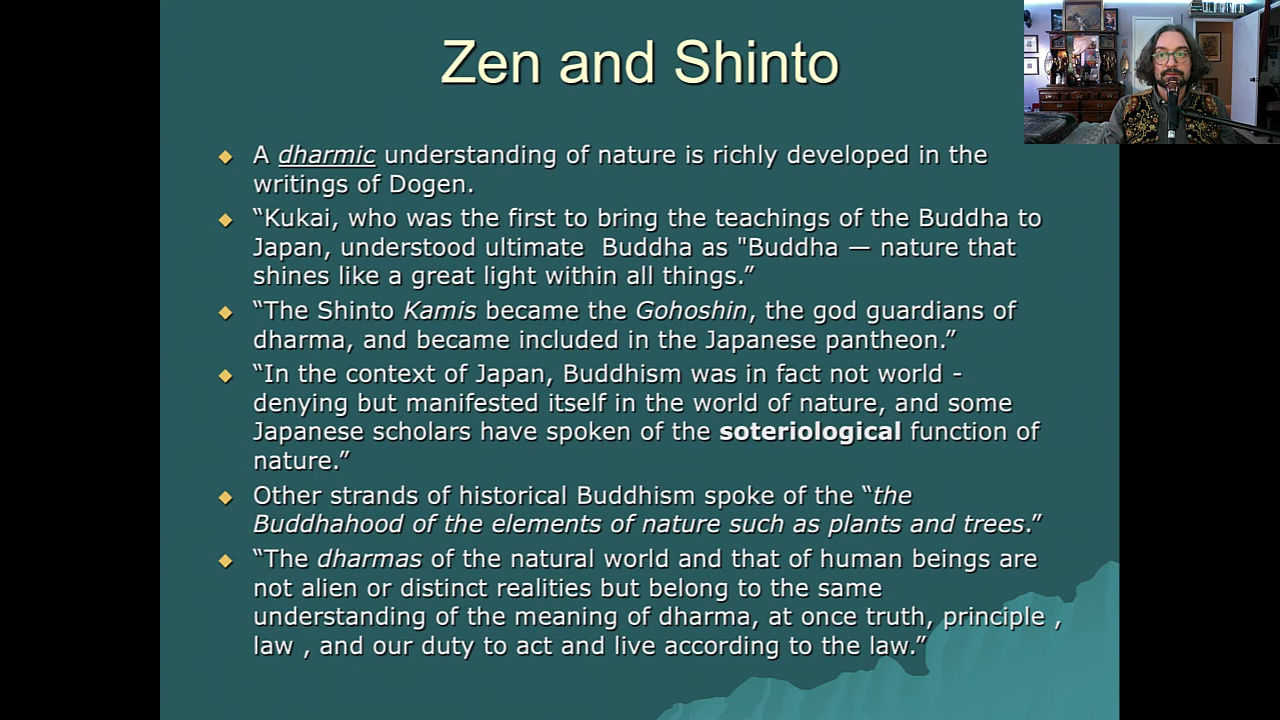 Zen and Shinto
A dharmic understanding of nature is richly developed in the
writings of Dogen.
“Kukai, who was the first to bring the teachings of the Buddha to
Japan, understood ultimate  Buddha as "Buddha — nature that
shines like a great light within all things.”
“The Shinto Kamis became the Gohoshin, the god guardians of
dharma, and became included in the Japanese pantheon.”
“In the context of Japan, Buddhism was in fact not world -
denying but manifested itself in the world of nature, and some
Japanese scholars have spoken of the soteriological function of
nature.”
Other strands of historical Buddhism spoke of the “the
Buddhahood of the elements of nature such as plants and trees.”
“The dharmas of the natural world and that of human beings are
not alien or distinct realities but belong to the same
understanding of the meaning of dharma, at once truth, principle ,
law , and our duty to act and live according to the law.”